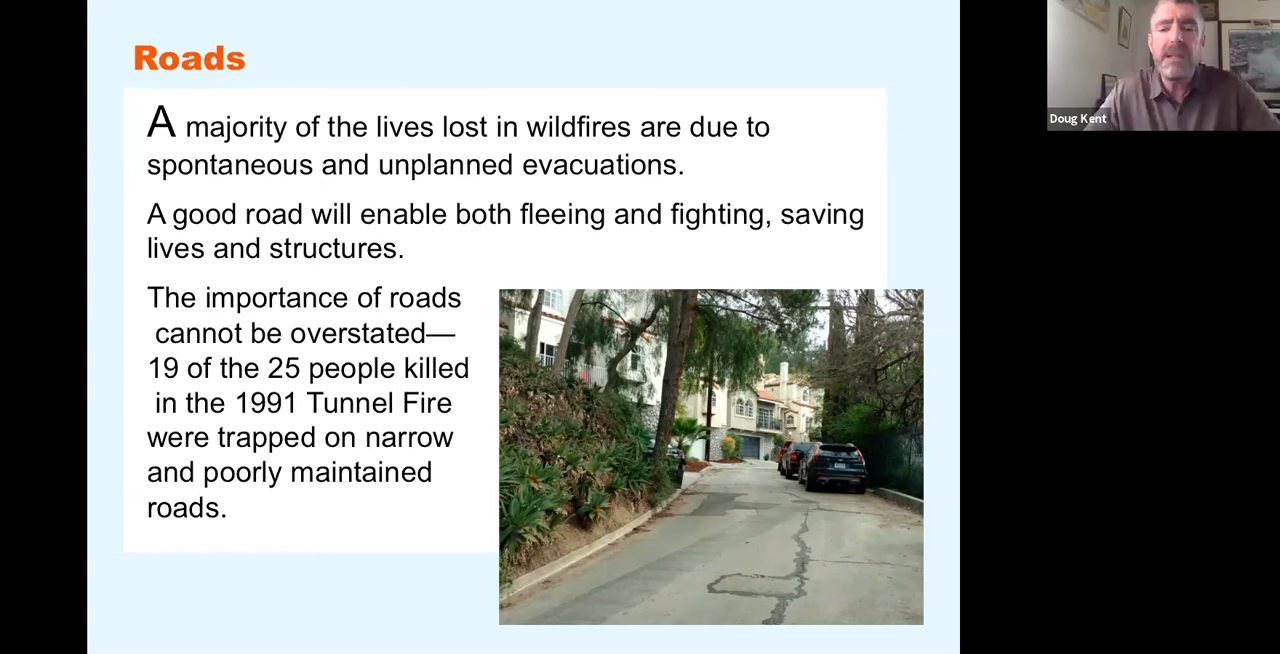 Roads
A majority of the lives lost in wildfires are due to
spontaneous and unplanned evacuations.
A good road will enable both fleeing and fighting, saving
lives and structures.
The importance of roads
cannot be overstated—
19 of the 25 people killed
in the 1991 Tunnel Fire
were trapped on narrow
and poorly maintained
roads.
Doug Kent